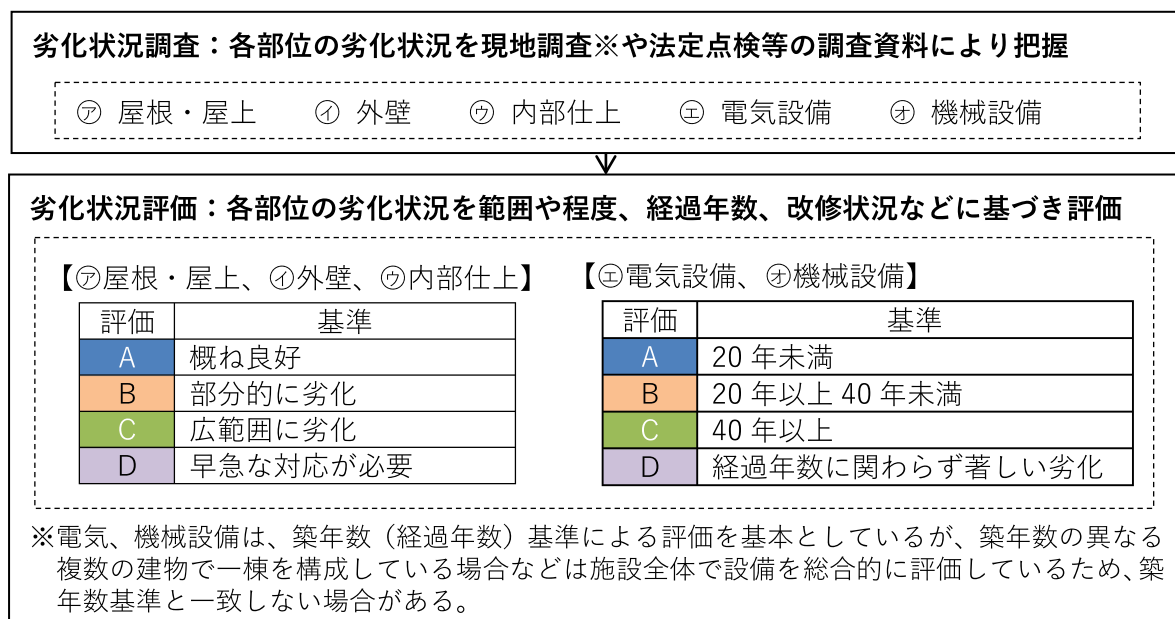 劣化状況調査：各部位の劣化状況を現地調査※や法定点検等の調査資料により把握
㋐ 屋根・屋上 ㋑ 外壁 ㋒ 内部仕上 ㋓ 電気設備 ㋔ 機械設備
劣化状況評価：各部位の劣化状況を範囲や程度、経過年数、改修状況などに基づき評価
【㋐屋根・屋上、㋑外壁、㋒内部仕上】
評価 基準
A 概ね良好
B 部分的に劣化
C 広範囲に劣化
D 早急な対応が必要
【㋓電気設備、㋔機械設備】
評価 基準
A 20 年未満
B 20 年以上 40 年未満
C 40 年以上
D 経過年数に関わらず著しい劣化
※電気、機械設備は、築年数（経過年数）基準による評価を基本としているが、築年数の異なる
複数の建物で一棟を構成している場合などは施設全体で設備を総合的に評価しているため、築
年数基準と一致しない場合がある。